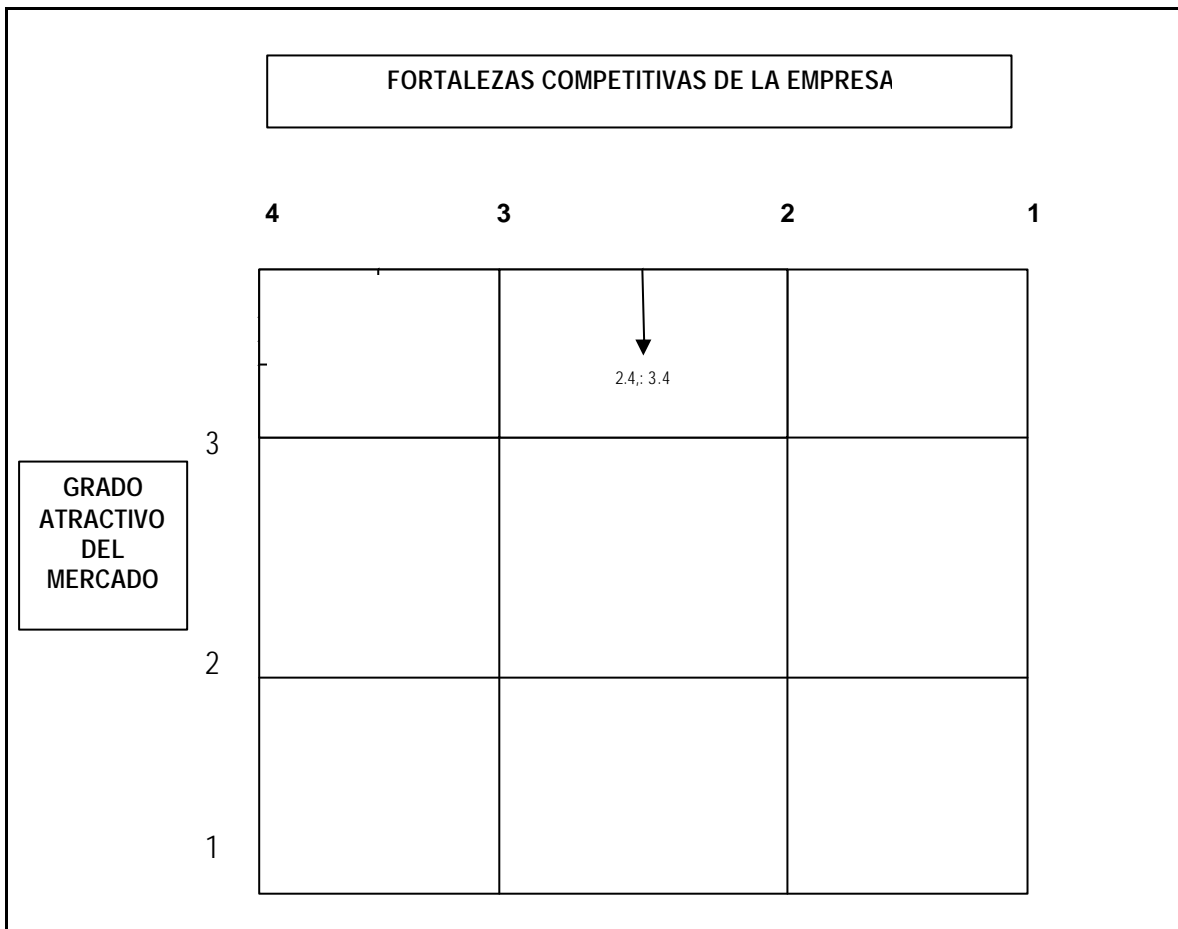 FORTALEZAS COMPETITIVAS DE LA EMPRESA
4 3 2 1
2.4,: 3.4
3
GRADO
ATRACTIVO
DEL
MERCADO
2
1